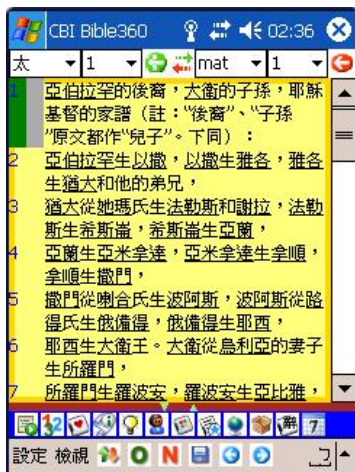 CBI Bible360 02:36
太 1 mat 1
1 亞伯拉罕的後裔，大衛的子孫，耶穌
基督的家譜（註：“後裔”、“子孫
”原文都作“兒子”。下同）：
2 亞伯拉罕生以撒，以撒生雅各，雅各
生猶大和他的弟兄，
3 猶大從她瑪氏生法勒斯和謝拉，法勒
斯生希斯崙，希斯崙生亞蘭，
4 亞蘭生亞米拿達，亞米拿達生拿順，
拿順生撒門，
5 撒門從喇合氏生波阿斯，波阿斯從路
得氏生俄備得，俄備得生耶西，
6 耶西生大衛王。大衛從烏利亞的妻子
生所羅門，
7 所羅門生羅波安，羅波安生亞比雅，
設定 檢視 O N